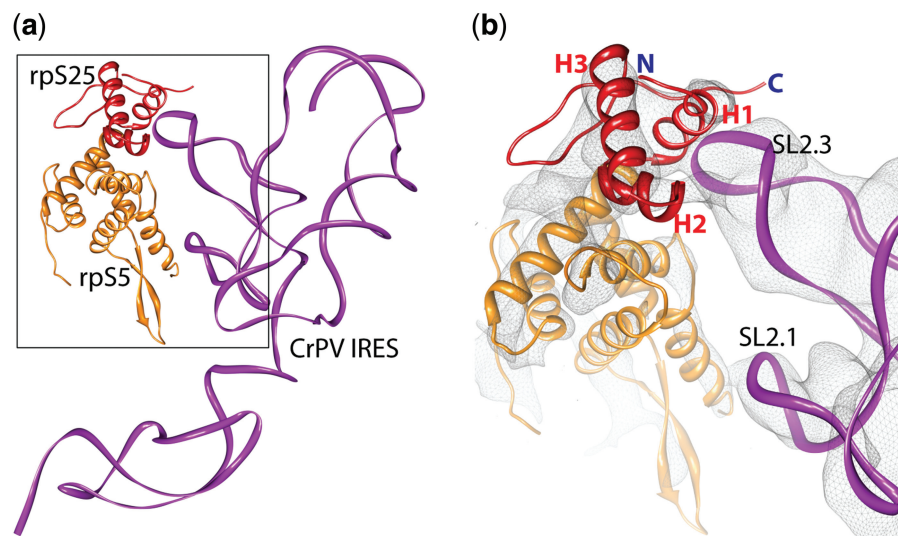 (a)
rpS25
rpS5
CrPV IRES
(b)
H3
N
C
H1
SL2.3
H2
SL2.1